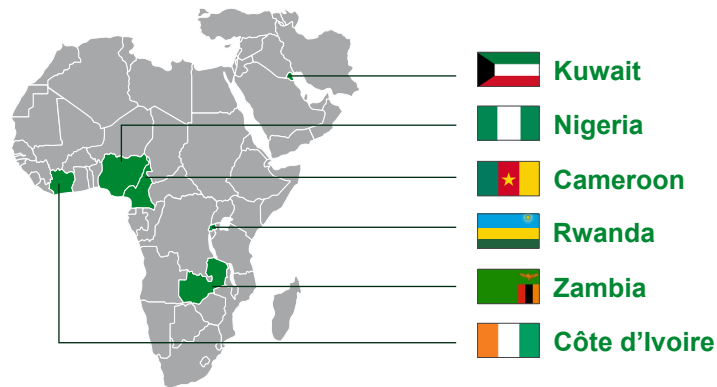 Kuwait
Nigeria
Cameroon
Rwanda
Zambia
Côte d’Ivoire